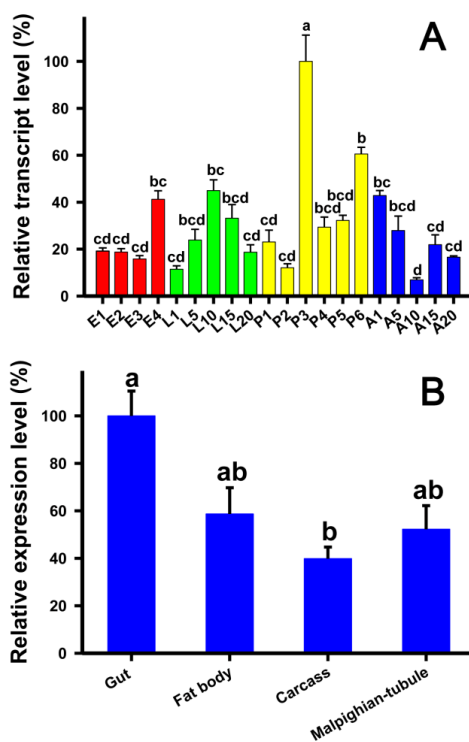 A
Relative transcript level (%)
100
80
60
40
20
0
cd cd cd bc cd bcd bc bcd cd cd cd a bcd bcd b bc bcd d cd cd
E1 E2 E3 E4 L1 L5 L10 L15 L20 P1 P2 P3 P4 P5 P6 A1 A5 A10 A15 A20
B
Relative expression level (%)
100
80
60
40
20
0
a ab b ab
Gut Fat body Carcass Malpighian-tubule